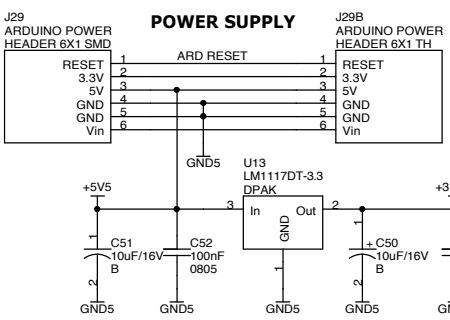 POWER SUPPLY
J29
ARDUINO POWER
HEADER 6X1 SMD
J29B
ARDUINO POWER
HEADER 6X1 TH
RESET 1 ARD RESET 1 RESET
3.3V 2 2 3.3V
5V 3 3 5V
GND 4 4 GND
GND 5 5 GND
Vin 6 6 Vin
GND5
U13
LM1117DT-3.3
DPAK
+5V5
+3
3 In Out 2
GND
1
1
C51
10uF/16V
B
2
C52
100nF
0805
1
+ C50
10uF/16V
B
2
GND5
GND5
GND5
GND5